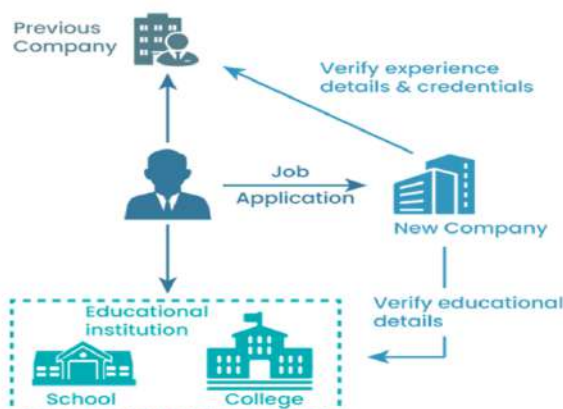 Previous
Company
Verify experience
details & credentials
Job
Application
New Company
Verify educational
details
Educational
institution
School
College